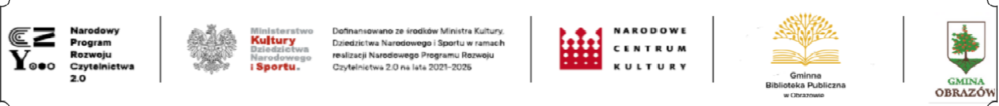 CZ
Y
Narodowy
Program
Rozwoju
Czytelnictwa
2.0
Ministerstwo
Kultury
Dziedzictwa
Narodowego
i Sportu.
Dofinansowano ze środków Ministra Kultury,
Dziedzictwa Narodowego i Sportu w ramach
realizacji Narodowego Programu Rozwoju
Czytelnictwa 2.0 na lata 2021–2025
NARODOWE
CENTRUM
KULTURY
Gminna
Biblioteka Publiczna
w Obrazowie
GMINA
OBRAZÓW